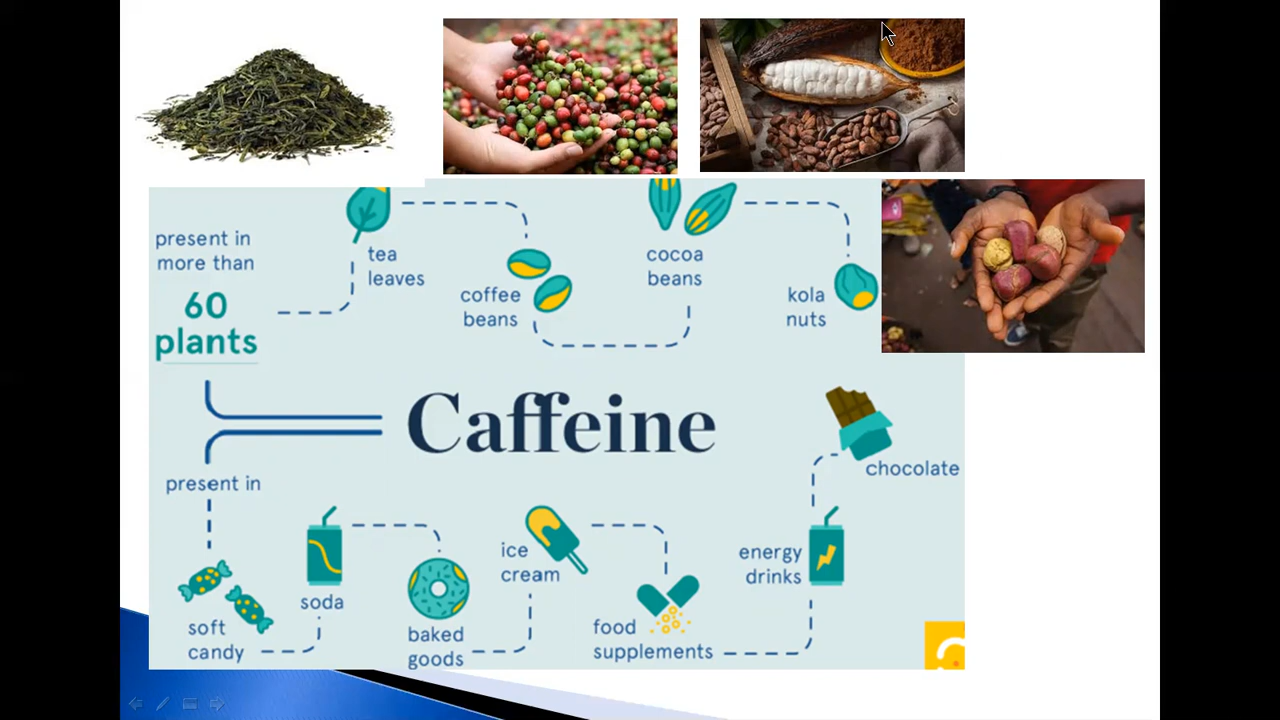 present in
more than
60
plants
tea
leaves
coffee
beans
cocoa
beans
kola
nuts
Caffeine
present in
soft
candy
soda
baked
goods
ice
cream
food
supplements
energy
drinks
chocolate